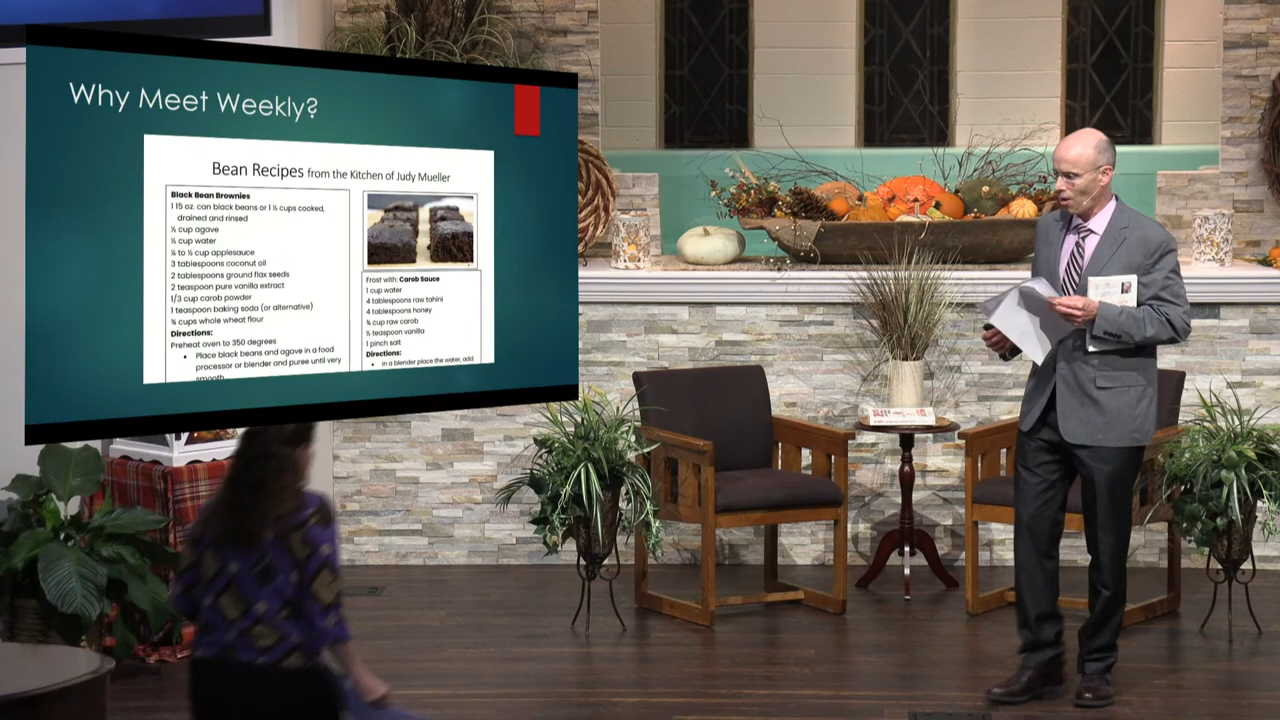 Why Meet Weekly?
Bean Recipes from the Kitchen of Judy Mueller
Black Bean Brownies
1 15 oz. can black beans or 1 ½ cups cooked,
drained and rinsed
½ cup agave
½ cup water
¼ to ½ cup applesauce
3 tablespoons coconut oil
2 tablespoons ground flax seeds
2 teaspoon pure vanilla extract
1/3 cup carob powder
1 teaspoon baking soda (or alternative)
¾ cups whole wheat flour
Directions:
Preheat oven to 350 degrees
• Place black beans and agave in a food
processor or blender and puree until very
smooth
Frost with: Carob Sauce
1 cup water
4 tablespoons raw tahini
4 tablespoons honey
¾ cup raw carob
½ teaspoon vanilla
1 pinch salt
Directions:
• In a blender place the water, add